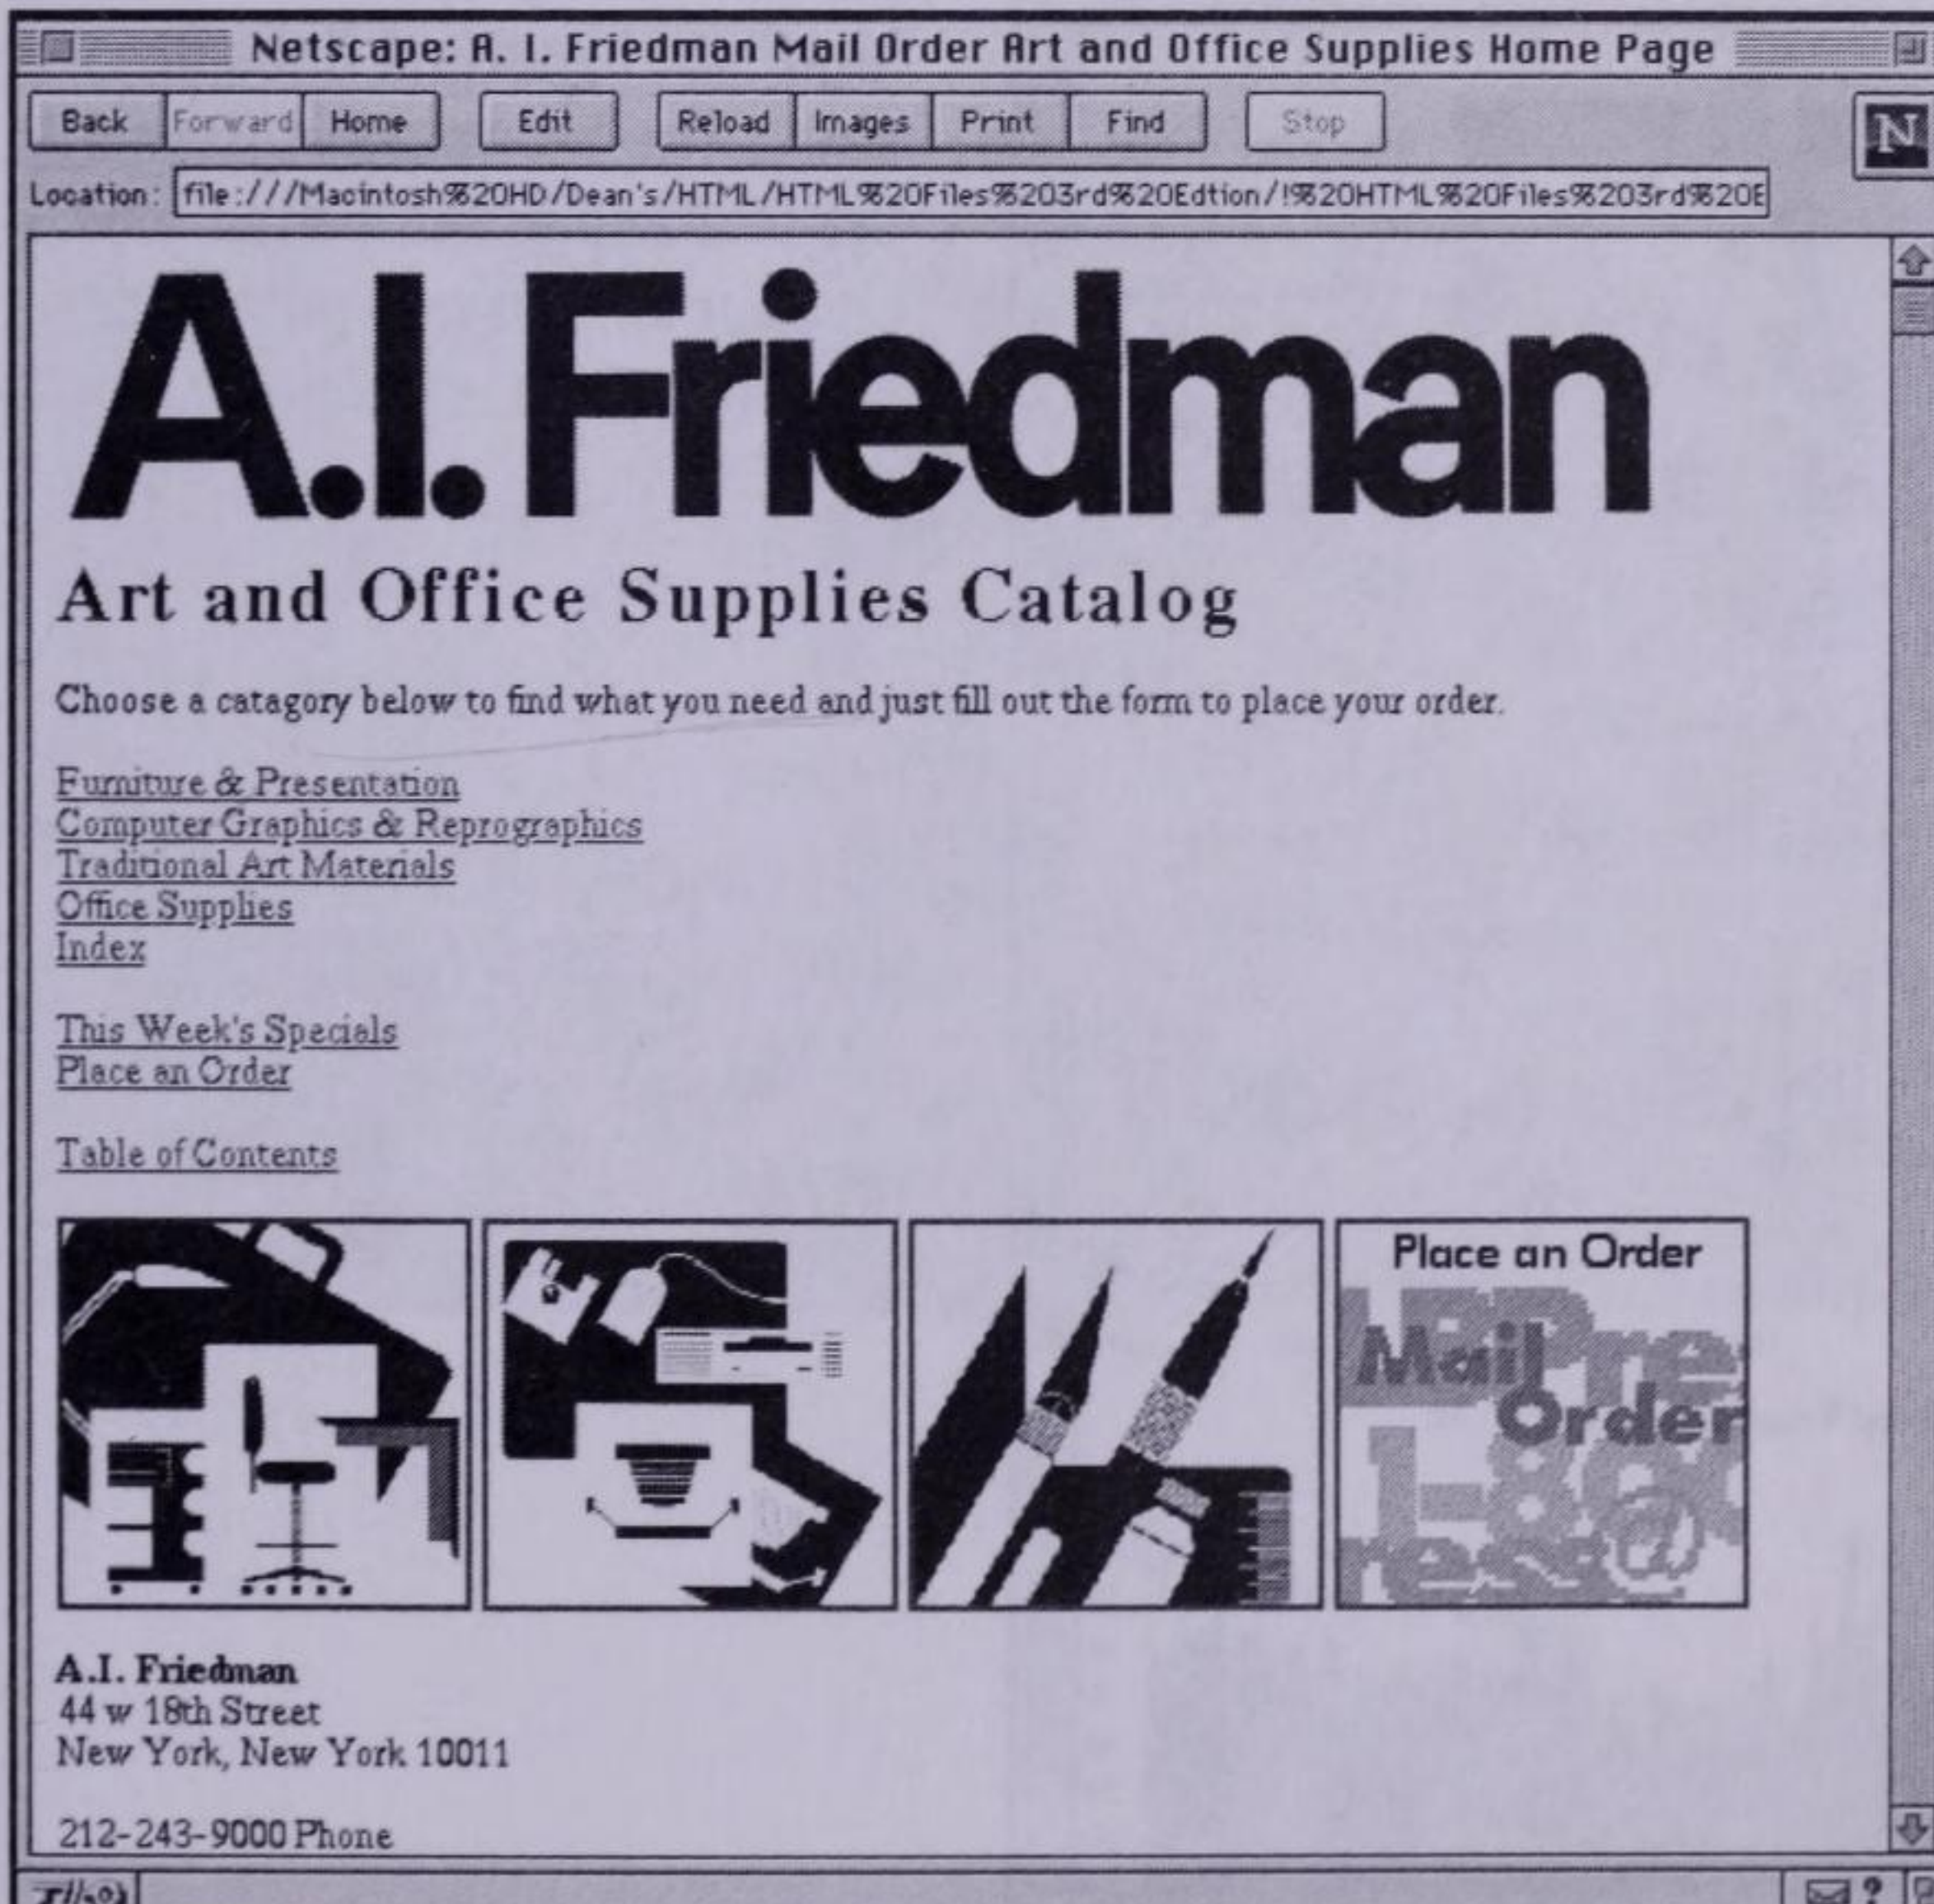 Netscape: A. I. Friedman Mail Order Art and Office Supplies Home Page
Back Forward Home Edit Reload Images Print Find Stop
N
Location: file:///Macintosh%20HD/Dean's/HTML/HTML%20Files%203rd%20Edtion/!%20HTML%20Files%203rd%20E
A.I. Friedman
Art and Office Supplies Catalog
Choose a catagory below to find what you need and just fill out the form to place your order.
Furniture & Presentation
Computer Graphics & Reprographics
Traditional Art Materials
Office Supplies
Index
This Week's Specials
Place an Order
Table of Contents
Place an Order
Mail
Order
1-80
@
A.I. Friedman
44 w 18th Street
New York, New York 10011
212-243-9000 Phone
?